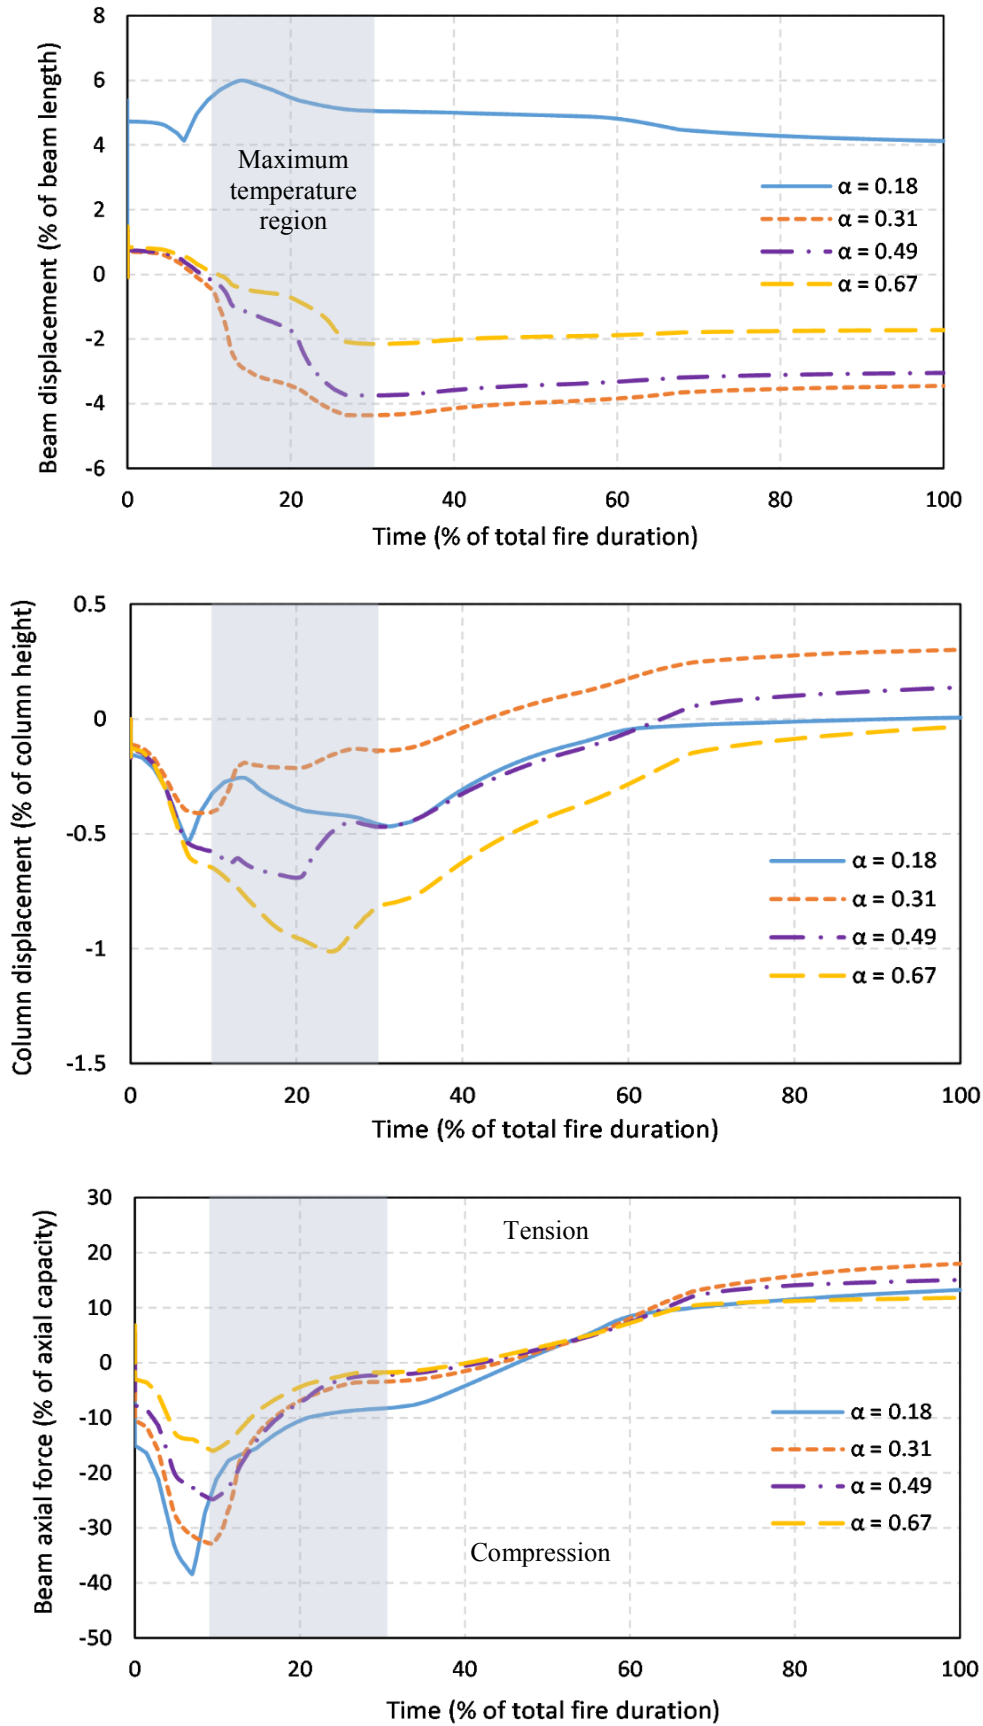 Beam displacement (% of beam length)
8
6
4
2
0
-2
-4
-6
Maximum
temperature
region
α = 0.18
α = 0.31
α = 0.49
α = 0.67
0
20
40
60
80
100
Time (% of total fire duration)
Column displacement (% of column height)
0.5
0
-0.5
-1
-1.5
α = 0.18
α = 0.31
α = 0.49
α = 0.67
0
20
40
60
80
100
Time (% of total fire duration)
Beam axial force (% of axial capacity)
30
20
10
0
-10
-20
-30
-40
-50
Tension
α = 0.18
α = 0.31
α = 0.49
α = 0.67
Compression
0
20
40
60
80
100
Time (% of total fire duration)